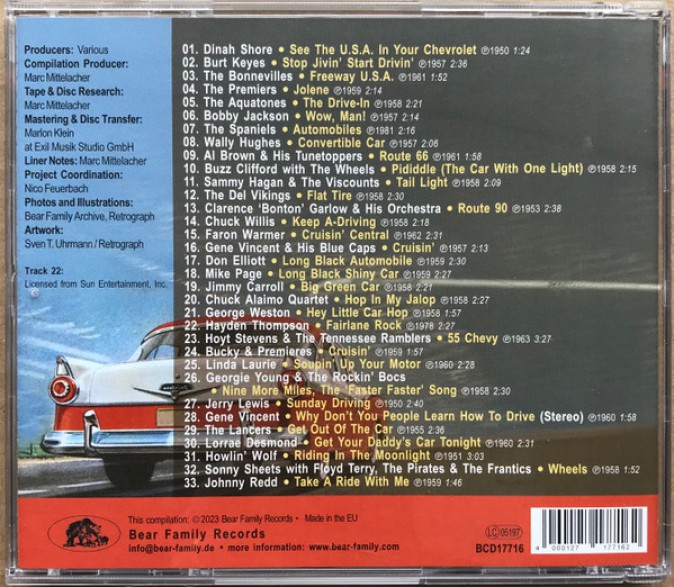 Producers: Various
Compilation Producer:
Marc Mittelacher
Tape & Disc Research:
Marc Mittelacher
Mastering & Disc Transfer:
Marlon Klein
at Exil Musik Studio GmbH
Liner Notes: Marc Mittelacher
Project Coordination:
Nico Feuerbach
Photos and Illustrations:
Bear Family Archive, Retrograph
Artwork:
Sven T. Uhrmann / Retrograph
Track 22:
Licensed from Sun Entertainment, Inc.
01. Dinah Shore • See The U.S.A. In Your Chevrolet ℗1950 1:24
02. Burt Keyes • Stop Jivin' Start Drivin' ℗1957 2:36
03. The Bonnevilles • Freeway U.S.A. ℗1961 1:52
04. The Premiers • Jolene ℗1959 2:14
05. The Aquatones • The Drive-In ℗1958 2:21
06. Bobby Jackson • Wow, Man! ℗1957 2:14
07. The Spaniels • Automobiles ℗1981 2:16
08. Wally Hughes • Convertible Car ℗1957 2:06
09. Al Brown & His Tunetoppers • Route 66 ℗1961 1:58
10. Buzz Clifford with The Wheels • Pididdle (The Car With One Light) ℗1958 2:15
11. Sammy Hagan & The Viscounts • Tail Light ℗1958 2:09
12. The Del Vikings • Flat Tire ℗1958 2:30
13. Clarence 'Bonton' Garlow & His Orchestra • Route 90 ℗1953 2:38
14. Chuck Willis • Keep A-Driving ℗1958 2:18
15. Faron Warmer • Cruisin' Central ℗1962 2:31
16. Gene Vincent & His Blue Caps • Cruisin' ℗1957 2:13
17. Don Elliott • Long Black Automobile ℗1959 2:30
18. Mike Page • Long Black Shiny Car ℗1959 2:27
19. Jimmy Carroll • Big Green Car ℗1958 2:21
20. Chuck Alaimo Quartet • Hop In My Jalop ℗1958 2:27
21. George Weston • Hey Little Car Hop ℗1958 1:57
22. Hayden Thompson • Fairlane Rock ℗1978 2:27
23. Hoyt Stevens & The Tennessee Ramblers • 55 Chevy ℗1963 3:27
24. Bucky & Premieres • Cruisin' ℗1959 1:57
25. Linda Laurie • Soupin' Up Your Motor ℗1960 2:28
26. Georgie Young & The Rockin' Bocs
• Nine More Miles, The 'Faster Faster' Song ℗1958 2:30
27. Jerry Lewis • Sunday Driving ℗1950 2:40
28. Gene Vincent • Why Don't You People Learn How To Drive (Stereo) ℗1960 1:58
29. The Lancers • Get Out Of The Car ℗1955 2:36
30. Lorrae Desmond • Get Your Daddy's Car Tonight ℗1960 2:31
31. Howlin' Wolf • Riding In The Moonlight ℗1951 3:03
32. Sonny Sheets with Floyd Terry, The Pirates & The Frantics • Wheels ℗1958 1:52
33. Johnny Redd • Take A Ride With Me ℗1959 1:46
This compilation: ©2023 Bear Family Records • Made in the EU
Bear Family Records
info@bear-family.de • more information: www.bear-family.com
LC 05197
BCD17716
4 000127 177162